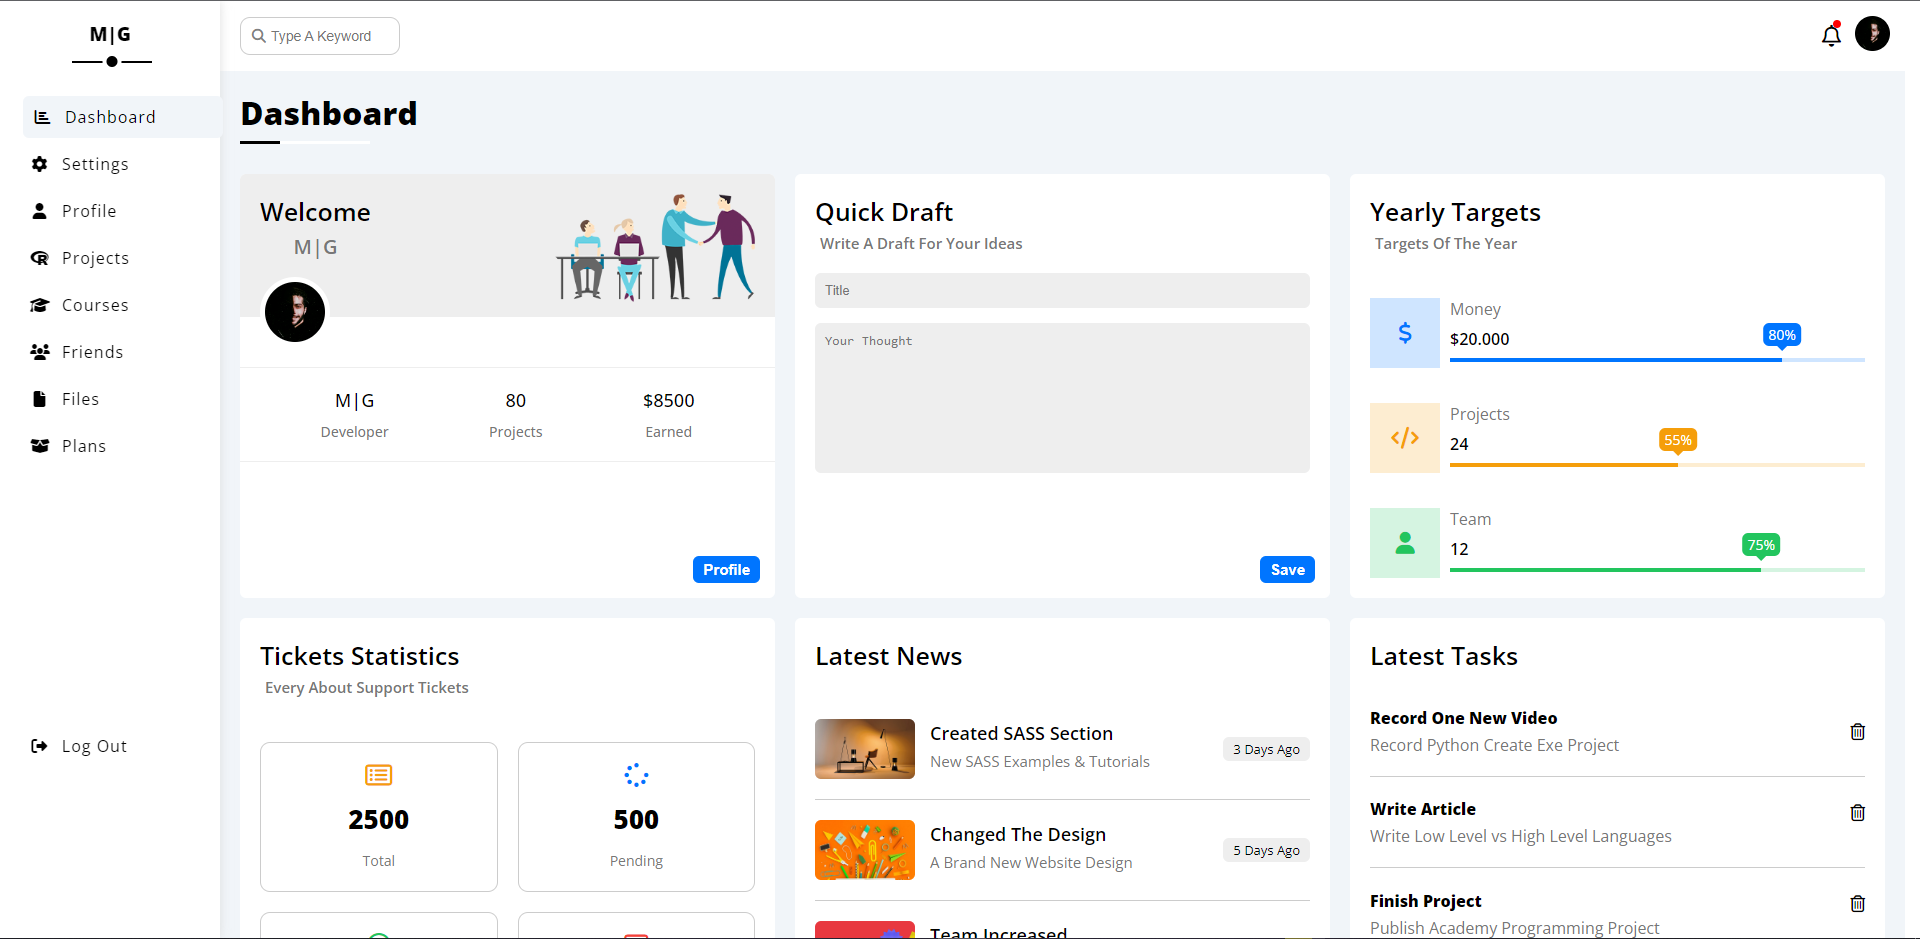 M|G
Type A Keyword
Dashboard
Settings
Profile
Projects
Courses
Friends
Files
Plans
Log Out
Dashboard
Welcome
M|G
M|G
Developer
80
Projects
$8500
Earned
Profile
Quick Draft
Write A Draft For Your Ideas
Title
Your Thought
Save
Yearly Targets
Targets Of The Year
Money
$20.000
80%
Projects
24
55%
Team
12
75%
Tickets Statistics
Every About Support Tickets
2500
Total
500
Pending
Latest News
Created SASS Section
New SASS Examples & Tutorials
3 Days Ago
Changed The Design
A Brand New Website Design
5 Days Ago
Team Increased
Latest Tasks
Record One New Video
Record Python Create Exe Project
Write Article
Write Low Level vs High Level Languages
Finish Project
Publish Academy Programming Project